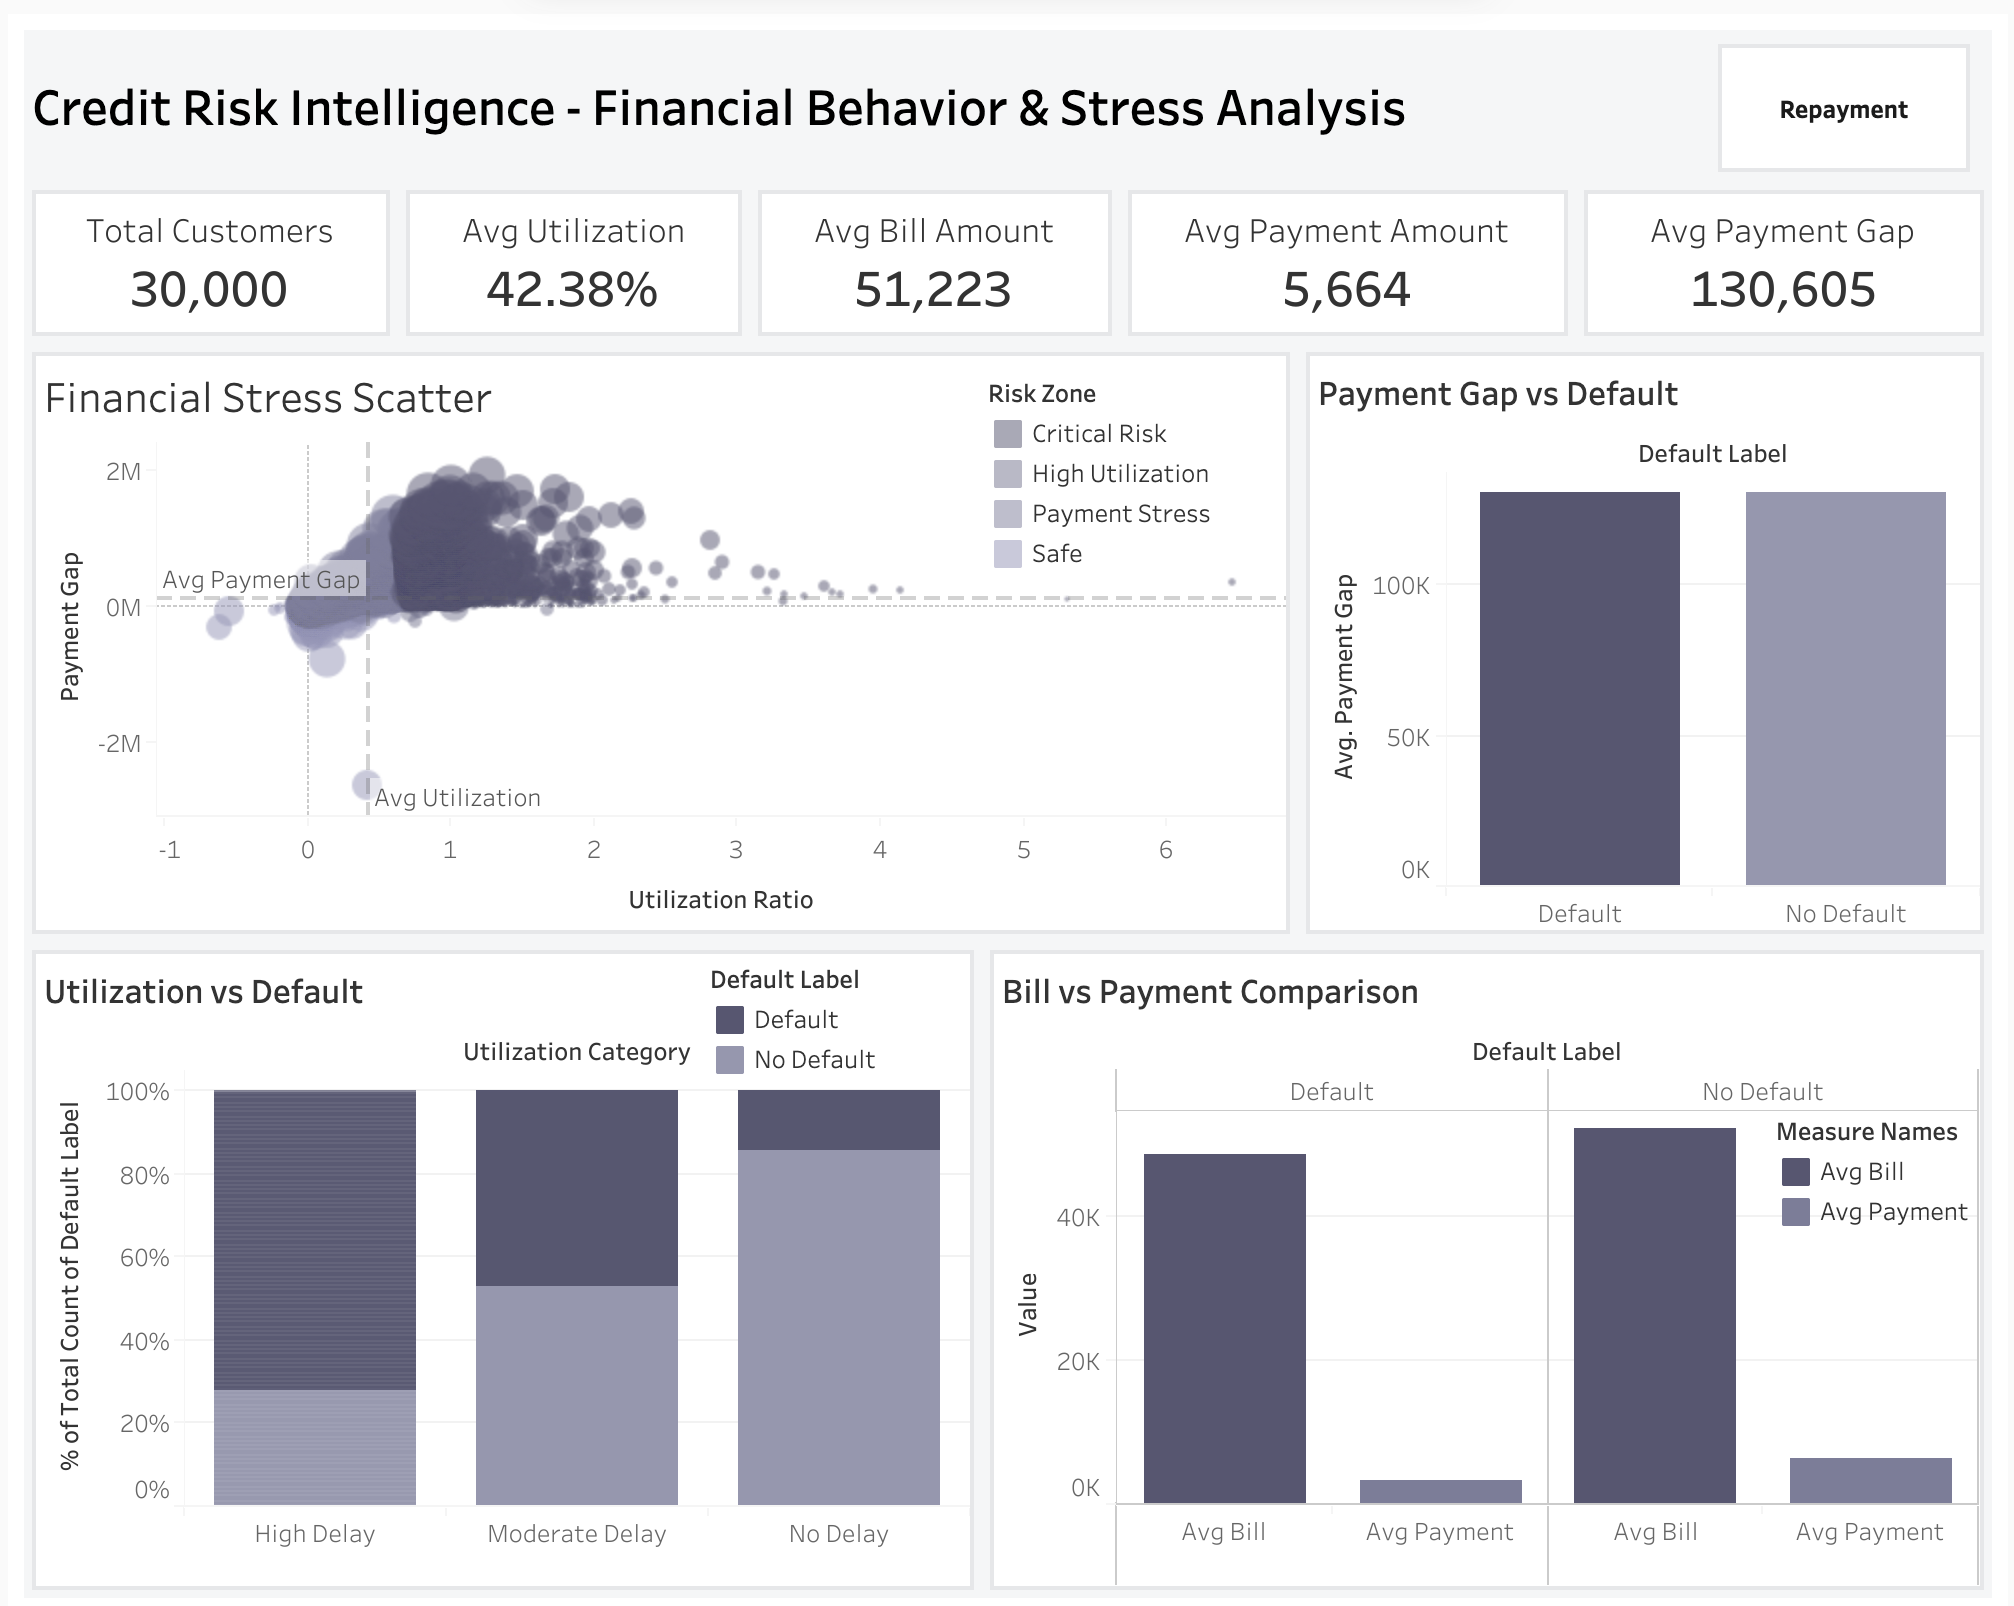 Credit Risk Intelligence - Financial Behavior & Stress Analysis
Repayment
Total Customers
30,000
Avg Utilization
42.38%
Avg Bill Amount
51,223
Avg Payment Amount
5,664
Avg Payment Gap
130,605
Financial Stress Scatter
Risk Zone
Critical Risk
High Utilization
Payment Stress
Safe
Payment Gap
2M
0M
-2M
Avg Payment Gap
Avg Utilization
-1 0 1 2 3 4 5 6
Utilization Ratio
Payment Gap vs Default
Default Label
Avg. Payment Gap
100K
50K
0K
Default No Default
Utilization vs Default
Default Label
Default
No Default
Utilization Category
% of Total Count of Default Label
100%
80%
60%
40%
20%
0%
High Delay Moderate Delay No Delay
Bill vs Payment Comparison
Default Label
Default No Default
Measure Names
Avg Bill
Avg Payment
Value
40K
20K
0K
Avg Bill Avg Payment Avg Bill Avg Payment